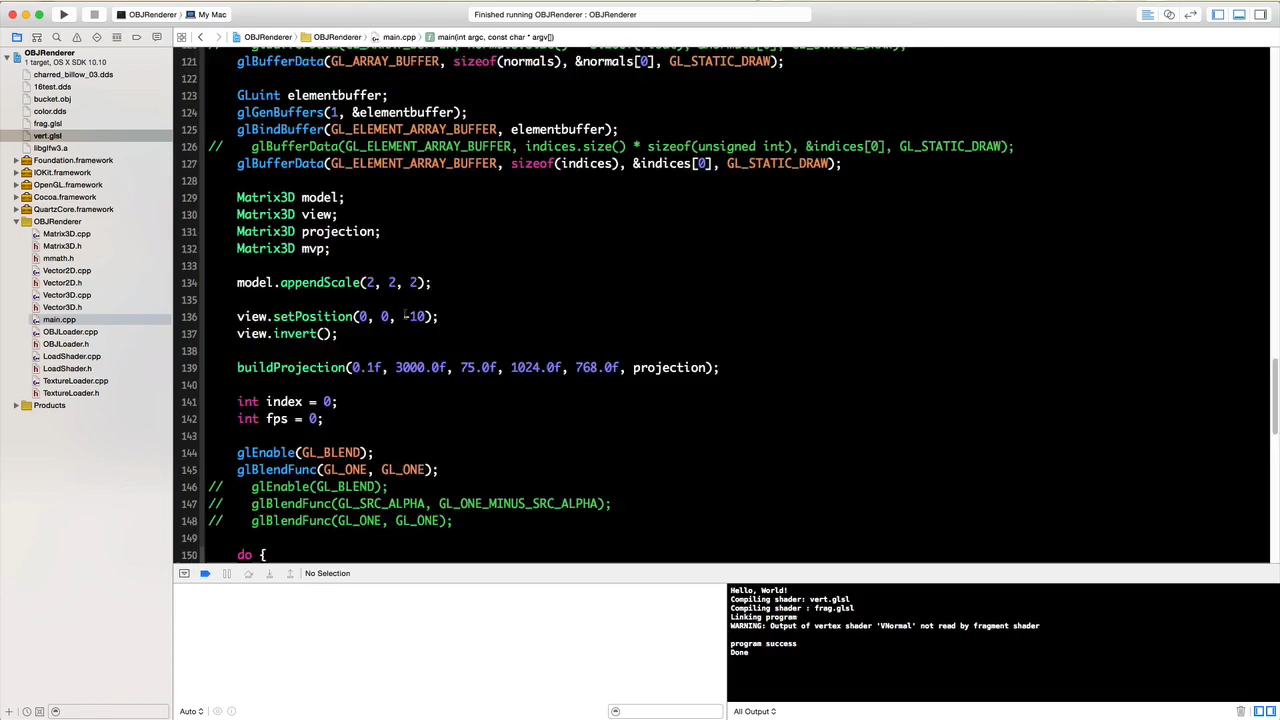 OBJRenderer
My Mac
Finished running OBJRenderer : OBJRenderer
OBJRenderer
1 target, OS X SDK 10.10
charred_billow_03.dds
16test.dds
bucket.obj
color.dds
frag.glsl
vert.glsl
libglfw3.a
Foundation.framework
IOKit.framework
OpenGL.framework
Cocoa.framework
QuartzCore.framework
OBJRenderer
Matrix3D.cpp
Matrix3D.h
mmath.h
Vector2D.cpp
Vector2D.h
Vector3D.cpp
Vector3D.h
main.cpp
OBJLoader.cpp
OBJLoader.h
LoadShader.cpp
LoadShader.h
TextureLoader.cpp
TextureLoader.h
Products
OBJRenderer
OBJRenderer
main.cpp
main(int argc, const char * argv[])
121 glBufferData(GL_ARRAY_BUFFER, sizeof(normals), &normals[0], GL_STATIC_DRAW);
122
123 GLuint elementbuffer;
124 glGenBuffers(1, &elementbuffer);
125 glBindBuffer(GL_ELEMENT_ARRAY_BUFFER, elementbuffer);
126 // glBufferData(GL_ELEMENT_ARRAY_BUFFER, indices.size() * sizeof(unsigned int), &indices[0], GL_STATIC_DRAW);
127 glBufferData(GL_ELEMENT_ARRAY_BUFFER, sizeof(indices), &indices[0], GL_STATIC_DRAW);
128
129 Matrix3D model;
130 Matrix3D view;
131 Matrix3D projection;
132 Matrix3D mvp;
133
134 model.appendScale(2, 2, 2);
135
136 view.setPosition(0, 0, -10);
137 view.invert();
138
139 buildProjection(0.1f, 3000.0f, 75.0f, 1024.0f, 768.0f, projection);
140
141 int index = 0;
142 int fps = 0;
143
144 glEnable(GL_BLEND);
145 glBlendFunc(GL_ONE, GL_ONE);
146 // glEnable(GL_BLEND);
147 // glBlendFunc(GL_SRC_ALPHA, GL_ONE_MINUS_SRC_ALPHA);
148 // glBlendFunc(GL_ONE, GL_ONE);
149
150 do {
No Selection
Hello, World!
Compiling shader: vert.glsl
Compiling shader : frag.glsl
Linking program
WARNING: Output of vertex shader 'VNormal' not read by fragment shader
program success
Done
Auto
All Output